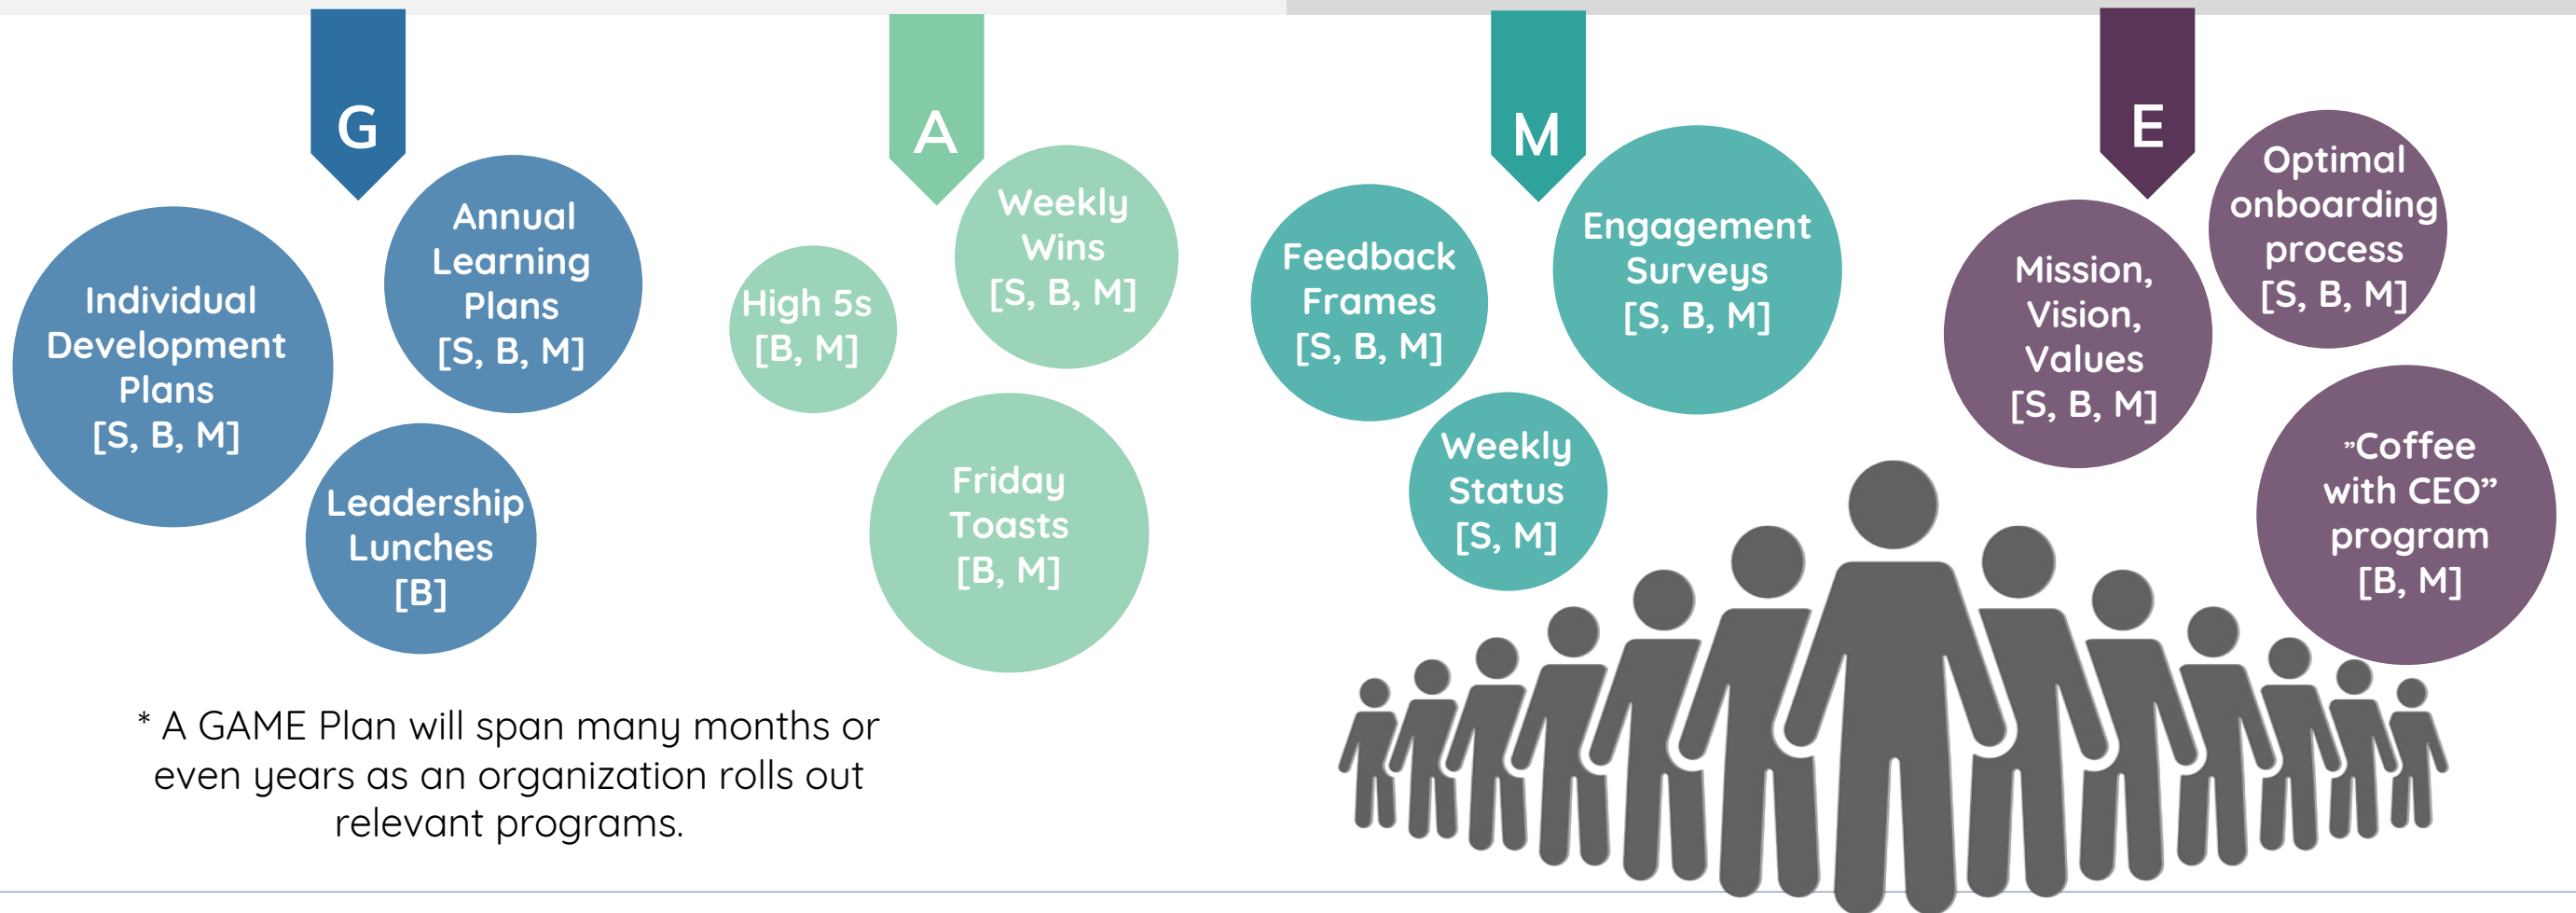 G
Individual
Development
Plans
[S, B, M]
Annual
Learning
Plans
[S, B, M]
Leadership
Lunches
[B]
A
High 5s
[B, M]
Weekly
Wins
[S, B, M]
Friday
Toasts
[B, M]
M
Feedback
Frames
[S, B, M]
Engagement
Surveys
[S, B, M]
Weekly
Status
[S, M]
E
Mission,
Vision,
Values
[S, B, M]
Optimal
onboarding
process
[S, B, M]
”Coffee
with CEO”
program
[B, M]
* A GAME Plan will span many months or
even years as an organization rolls out
relevant programs.